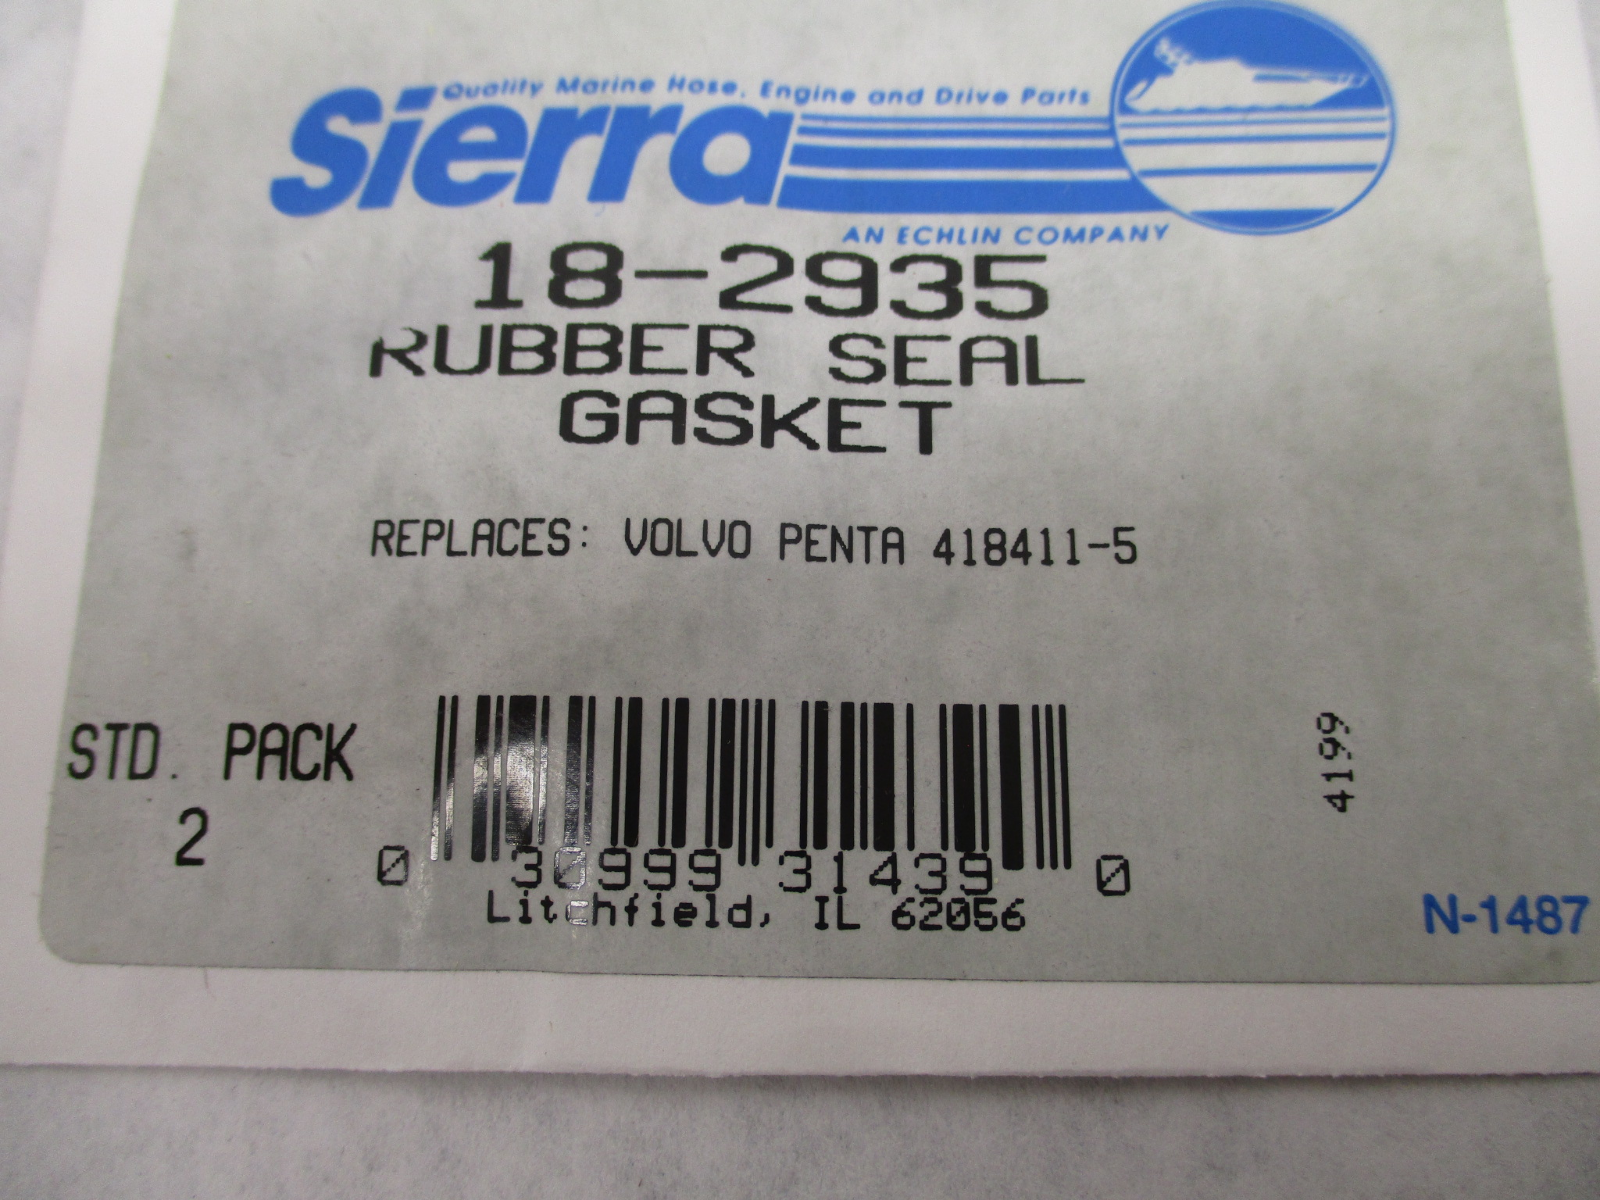 Quality Marine Hose, Engine and Drive Parts
Sierra
AN ECHLIN COMPANY
18-2935
RUBBER SEAL
GASKET
REPLACES: VOLVO PENTA 418411-5
STD. PACK
2
4199
0 30999 31439 0
Litchfield, IL 62056
N-1487